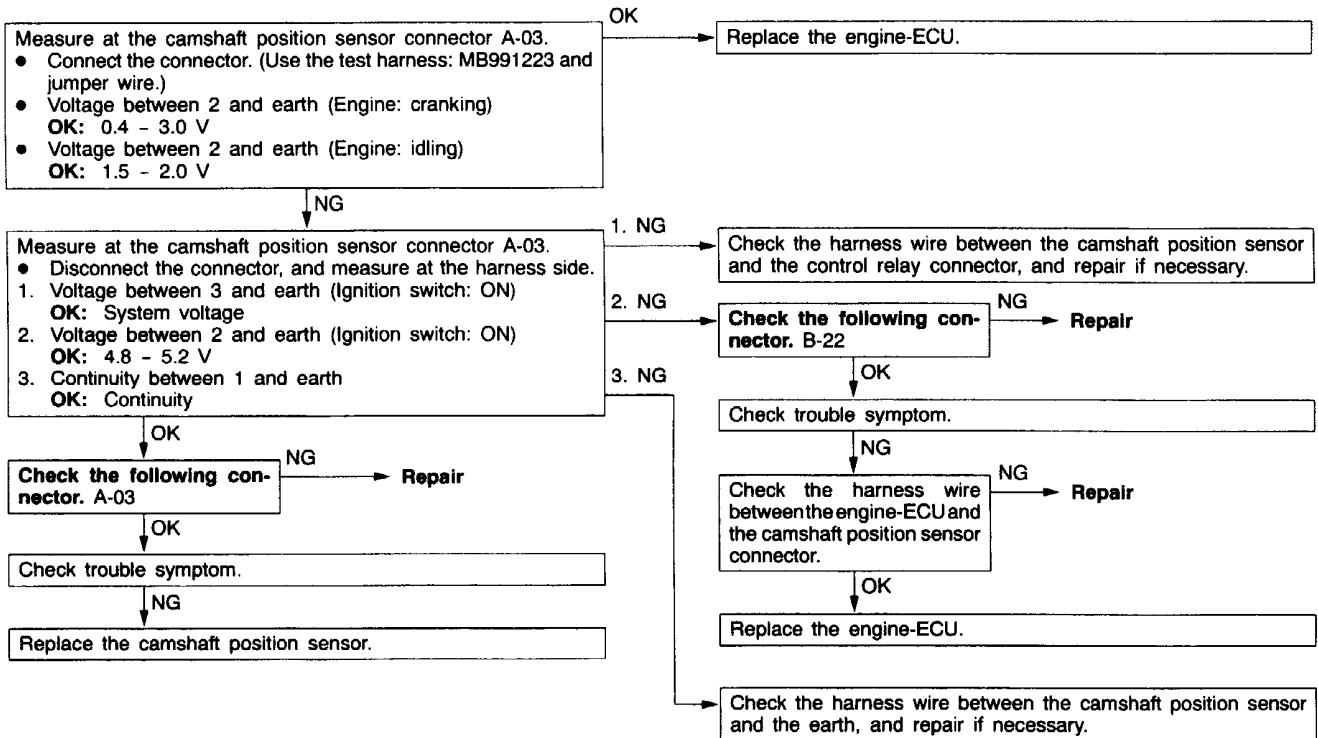 Measure at the camshaft position sensor connector A-03.
● Connect the connector. (Use the test harness: MB991223 and
jumper wire.)
● Voltage between 2 and earth (Engine: cranking)
OK: 0.4 – 3.0 V
● Voltage between 2 and earth (Engine: idling)
OK: 1.5 – 2.0 V
OK
Replace the engine-ECU.
NG
Measure at the camshaft position sensor connector A-03.
● Disconnect the connector, and measure at the harness side.
1. Voltage between 3 and earth (Ignition switch: ON)
OK: System voltage
2. Voltage between 2 and earth (Ignition switch: ON)
OK: 4.8 – 5.2 V
3. Continuity between 1 and earth
OK: Continuity
1. NG
Check the harness wire between the camshaft position sensor
and the control relay connector, and repair if necessary.
2. NG
Check the following con-
nector. B-22
NG
Repair
OK
Check trouble symptom.
NG
Check the harness wire
between the engine-ECU and
the camshaft position sensor
connector.
NG
Repair
OK
Replace the engine-ECU.
3. NG
Check the harness wire between the camshaft position sensor
and the earth, and repair if necessary.
OK
Check the following con-
nector. A-03
NG
Repair
OK
Check trouble symptom.
NG
Replace the camshaft position sensor.